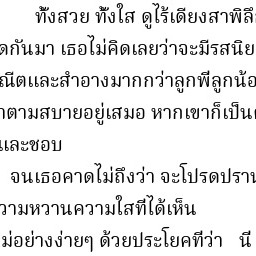 ทั้งสวย ทั้งใส ดูไร้เดียงสาพิลึ
ดกันมา เธอไม่คิดเลยว่าจะมีรสนิย
ณีตและสำอางมากกว่าลูกพี่ลูกน้อ
าตามสบายอยู่เสมอ หากเขาก็เป็น
และชอบ
จนเธอคาดไม่ถึงว่า จะโปรดปราน
วามหวานความใสที่ได้เห็น
ม่อย่างง่ายๆ ด้วยประโยคที่ว่า นี